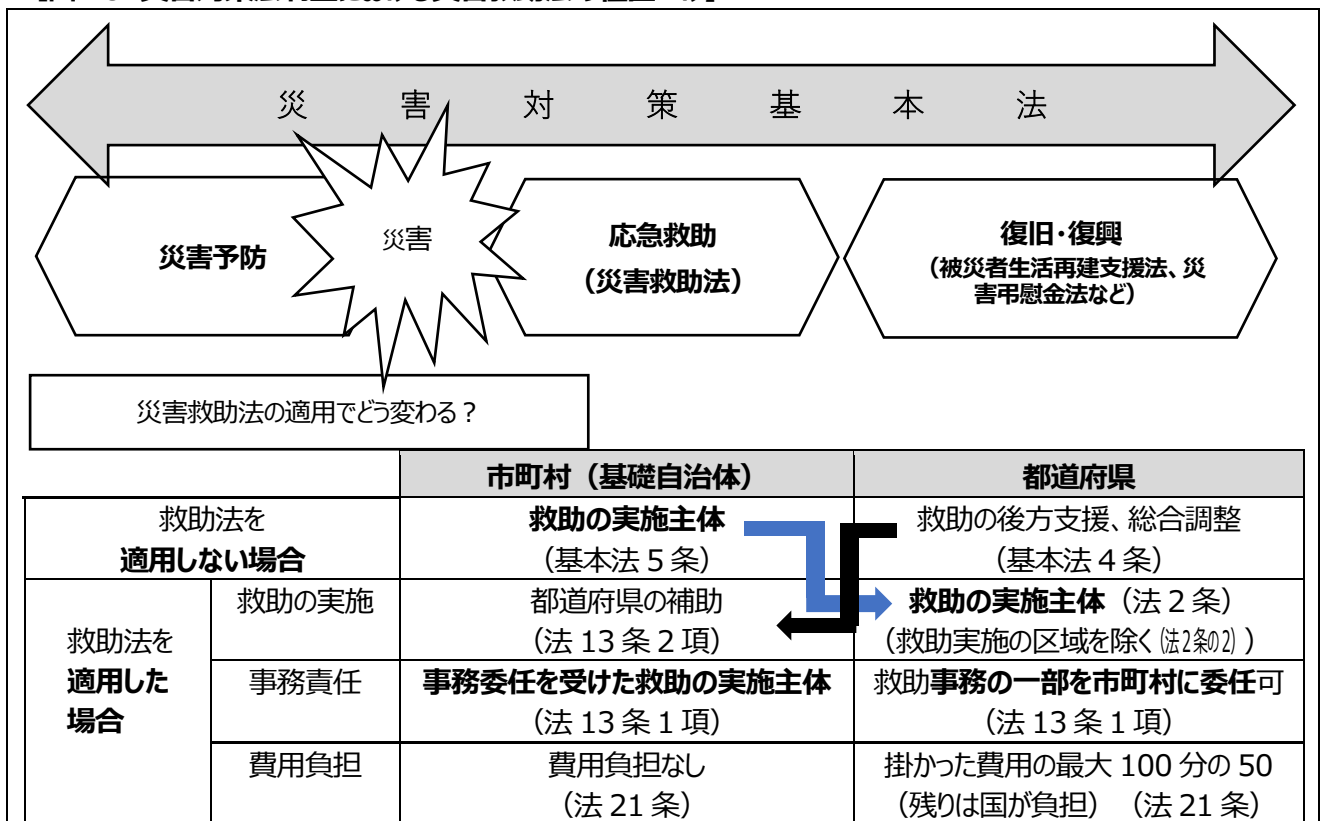 災害対策基本法
災害予防
災害
応急救助
（災害救助法）
復旧・復興
（被災者生活再建支援法、災
害弔慰金法など）
災害救助法の適用でどう変わる？
市町村（基礎自治体）
都道府県
救助法を
適用しない場合
救助の実施主体
（基本法５条）
救助の後方支援、総合調整
（基本法４条）
救助法を
適用した
場合
救助の実施
都道府県の補助
（法 13 条２項）
救助の実施主体（法２条）
（救助実施の区域を除く（法2条の2））
事務責任
事務委任を受けた救助の実施主体
（法 13 条１項）
救助事務の一部を市町村に委任可
（法 13 条１項）
費用負担
費用負担なし
（法 21 条）
掛かった費用の最大 100 分の 50
（残りは国が負担）（法 21 条）